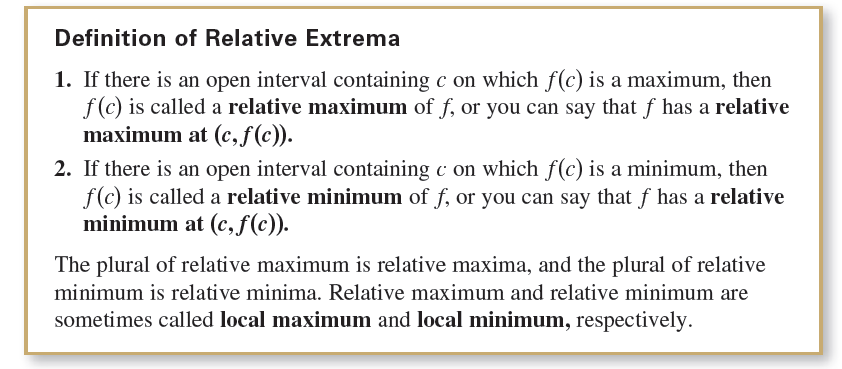 Definition of Relative Extrema
1. If there is an open interval containing c on which f(c) is a maximum, then
f(c) is called a relative maximum of f, or you can say that f has a relative
maximum at (c, f(c)).
2. If there is an open interval containing c on which f(c) is a minimum, then
f(c) is called a relative minimum of f, or you can say that f has a relative
minimum at (c, f(c)).
The plural of relative maximum is relative maxima, and the plural of relative
minimum is relative minima. Relative maximum and relative minimum are
sometimes called local maximum and local minimum, respectively.